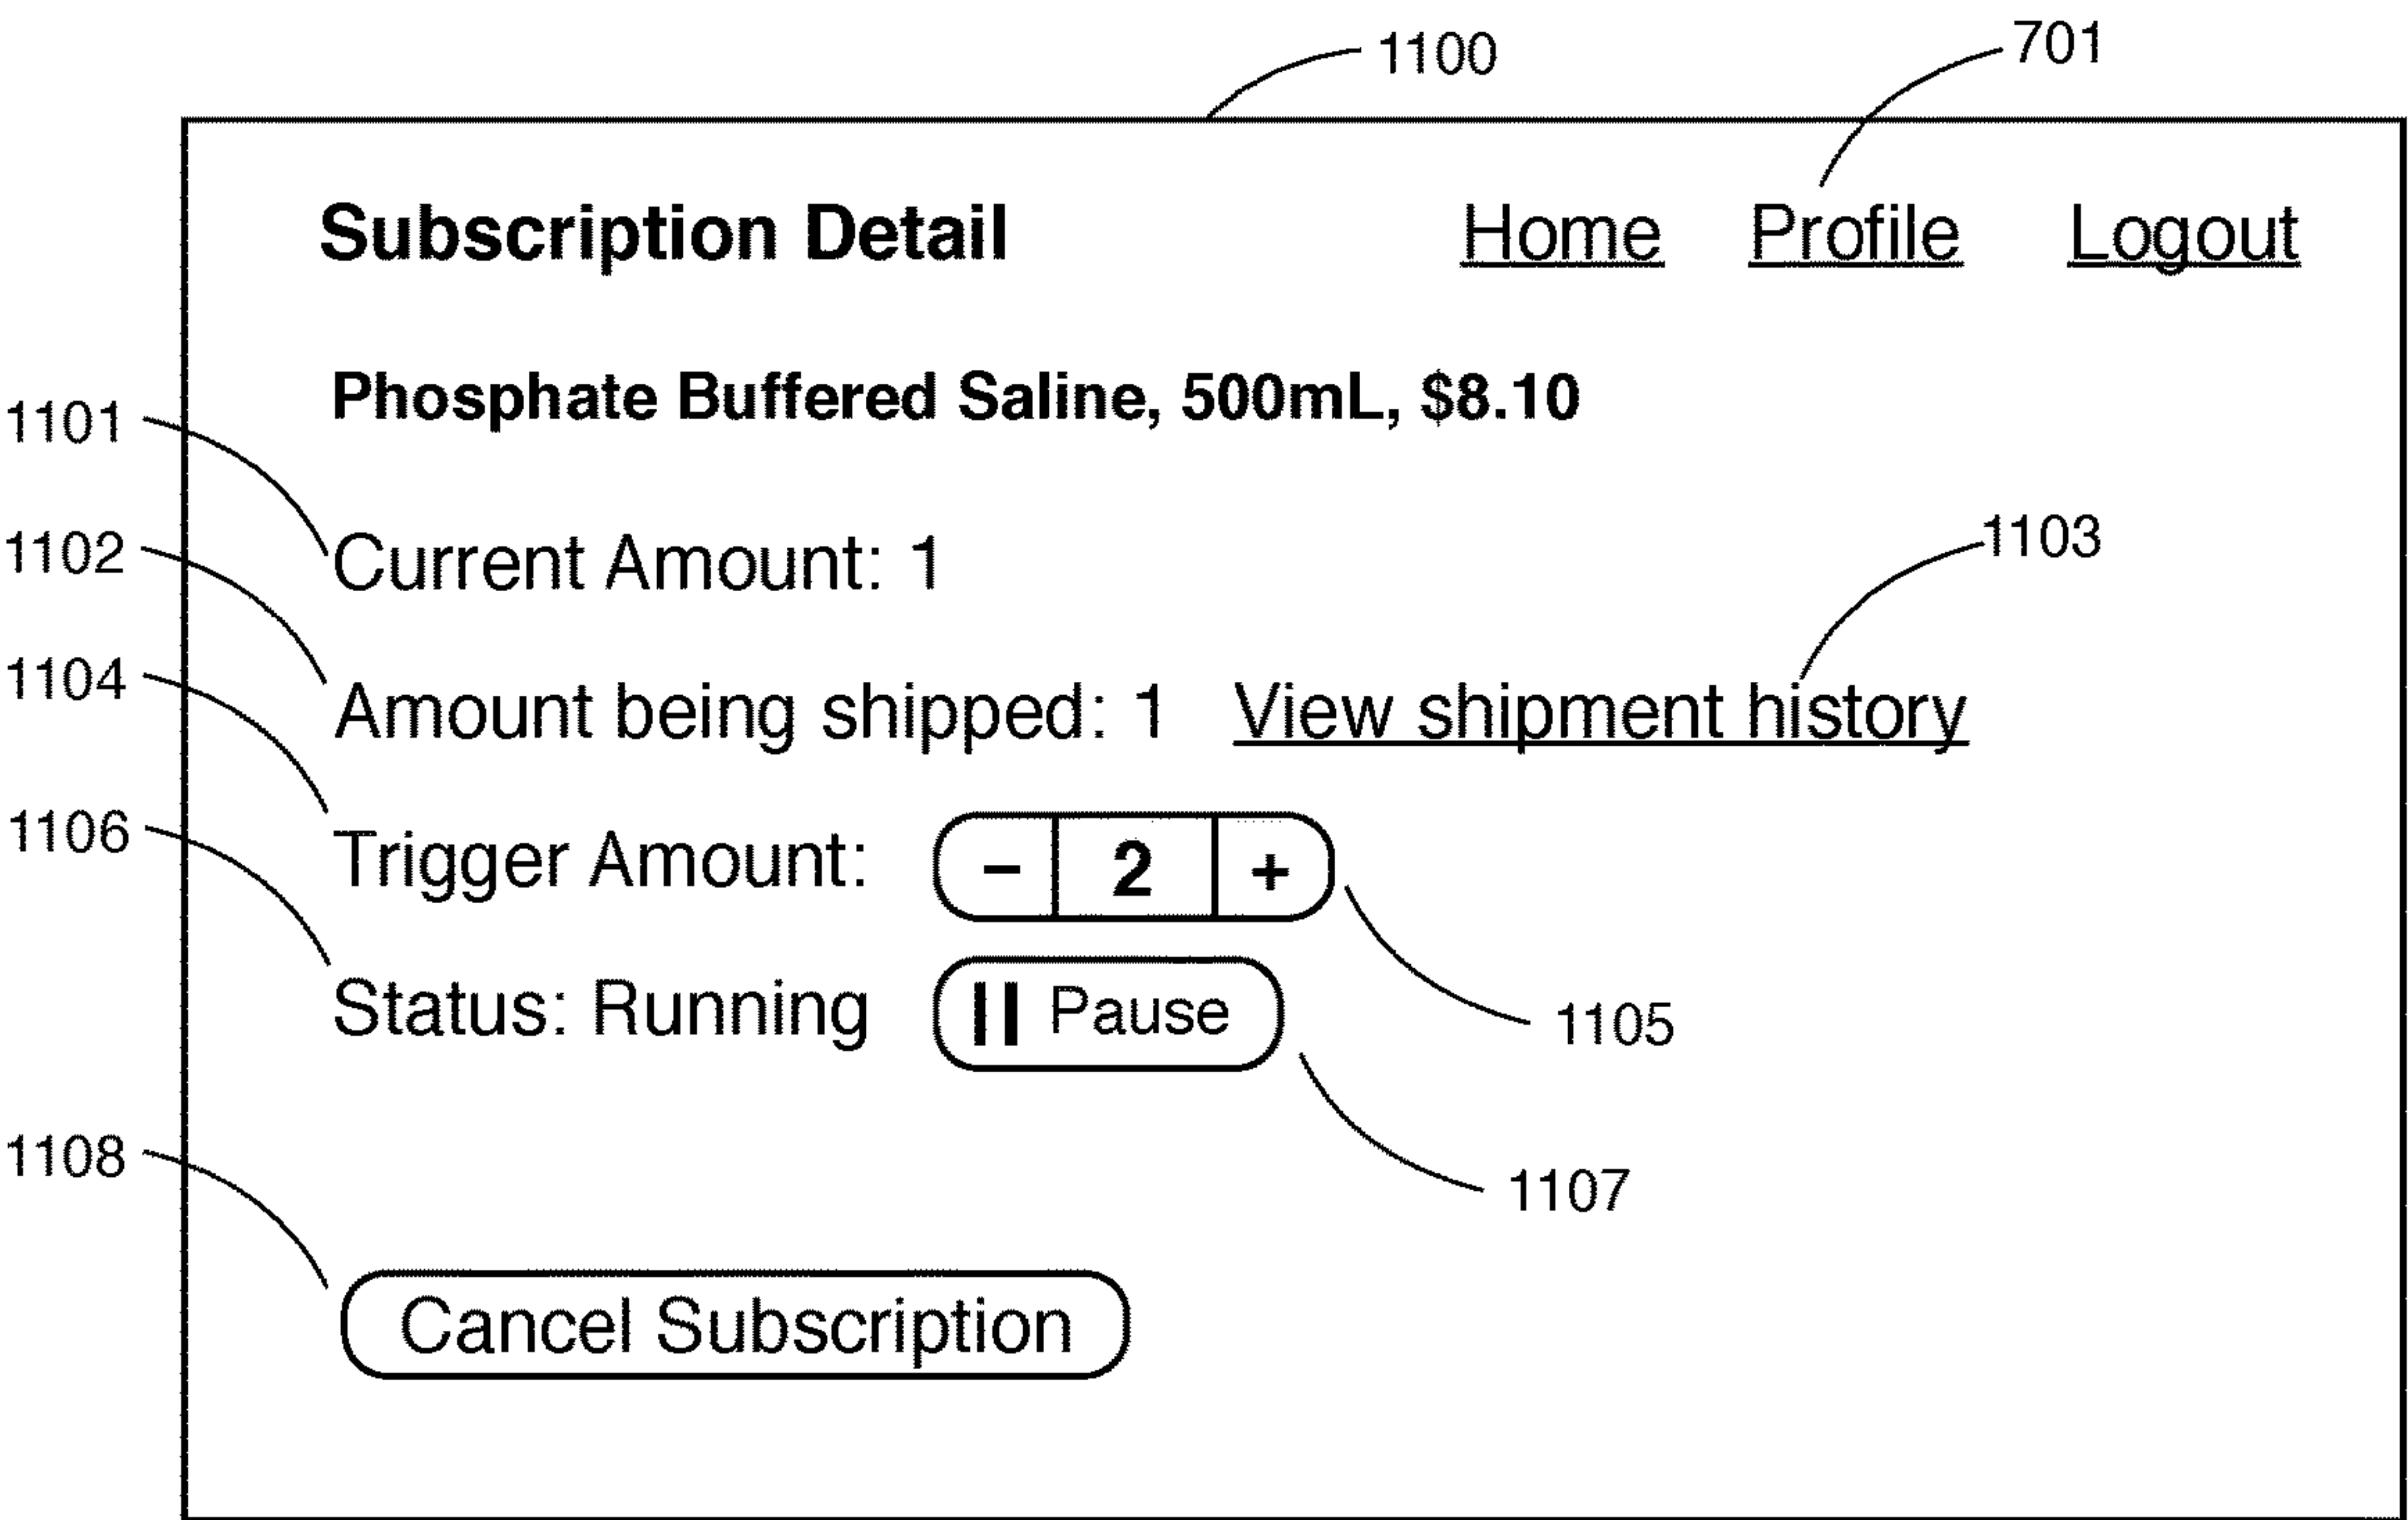 1100 701
Subscription Detail Home Profile Logout
Phosphate Buffered Saline, 500mL, $8.10
1101
Current Amount: 1
1102 1103
Amount being shipped: 1 View shipment history
1104
Trigger Amount: − 2 +
1106
Status: Running Pause
1105
1108
1107
Cancel Subscription